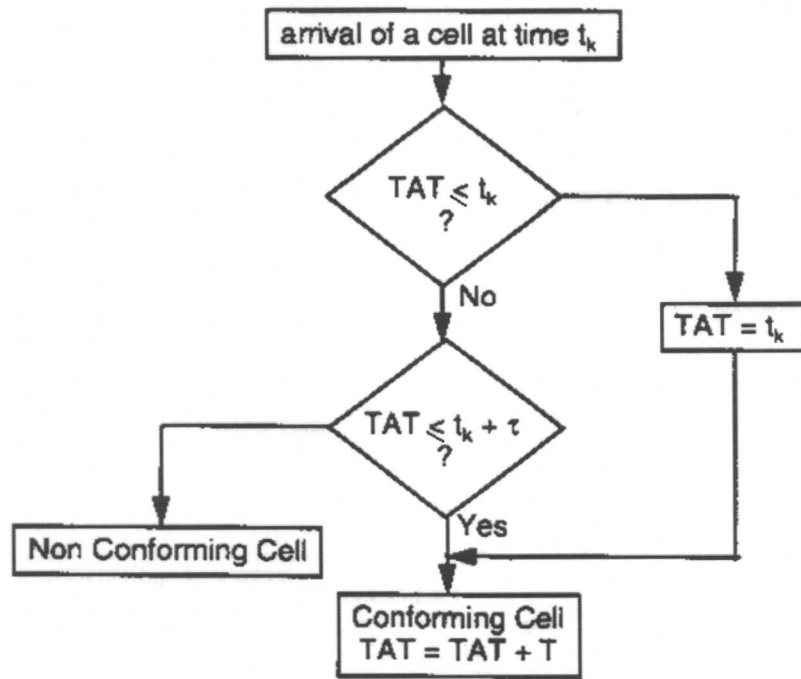 arrival of a cell at time tₖ
TAT ⩽ tₖ
?
No
TAT = tₖ
TAT ⩽ tₖ + τ
?
Yes
Non Conforming Cell
Conforming Cell
TAT = TAT + T